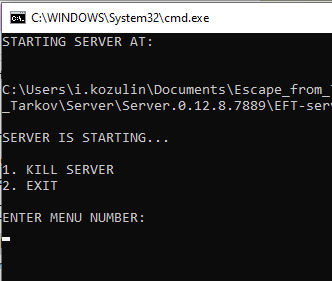 C:\WINDOWS\System32\cmd.exe
STARTING SERVER AT:
C:\Users\i.kozulin\Documents\Escape_from_
_Tarkov\Server\Server.0.12.8.7889\EFT-ser
SERVER IS STARTING...
1. KILL SERVER
2. EXIT
ENTER MENU NUMBER: